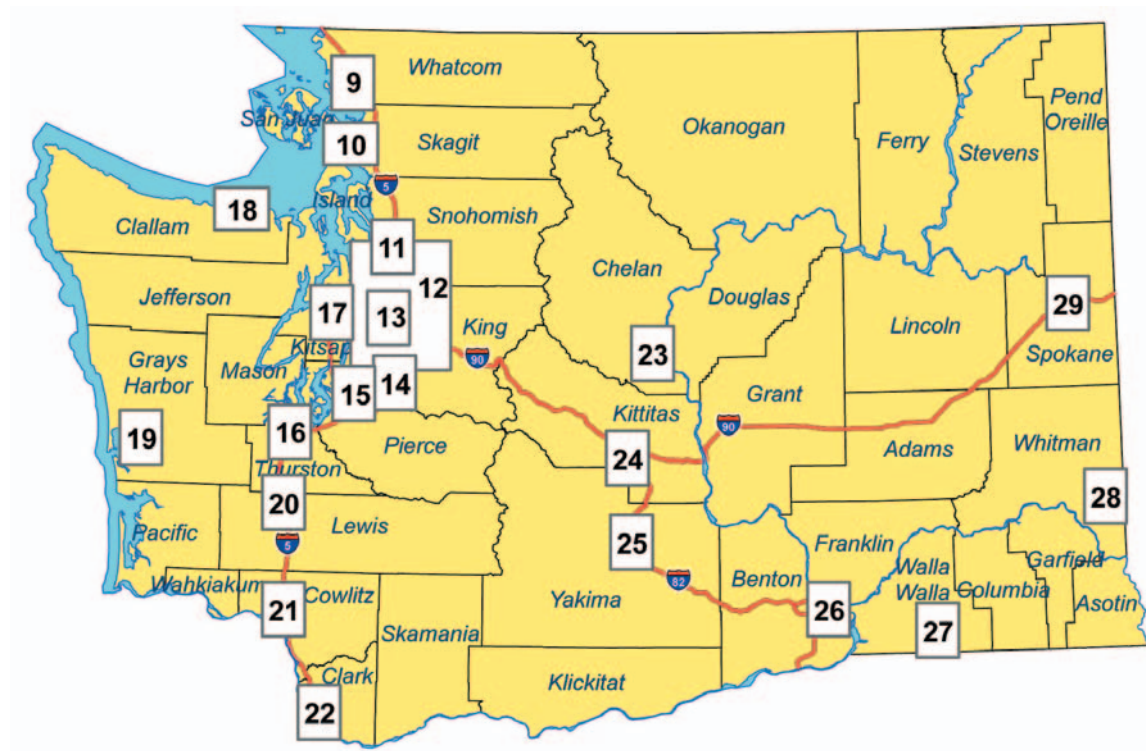 9
Whatcom
San Juan
10
Skagit
Okanogan
Ferry
Stevens
Pend
Oreille
5
18
Island
Clallam
Snohomish
11
12
Chelan
Douglas
Jefferson
17
13
King
Lincoln
29
Spokane
Kitsap
Grays
Harbor
Mason
90
23
14
15
Grant
Kittitas
90
16
19
Pierce
24
Adams
Whitman
Thurston
20
28
Pacific
Lewis
25
5
Franklin
Garfield
Wahkiakum
Cowlitz
21
Yakima
82
Benton
Walla
Walla
Columbia
Asotin
26
27
Skamania
Clark
Klickitat
22